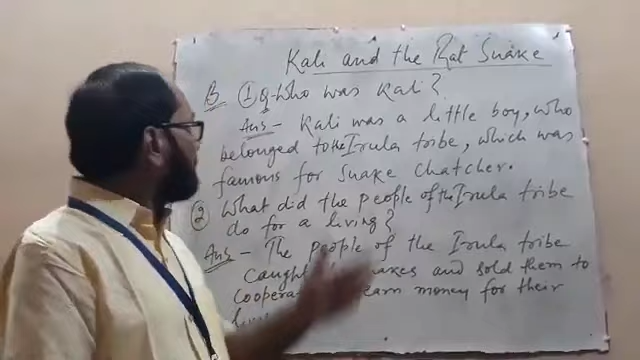 Kali and the Rat Snake
B ① Q- Who was Kali?
Ans - Kali was a little boy, who
belonged to the Irula tribe, which was
famous for Snake Chatcher.
② What did the people of the Irula tribe
do for a living?
Ans - The people of the Irula tribe
caught and sold them to
earn money for their